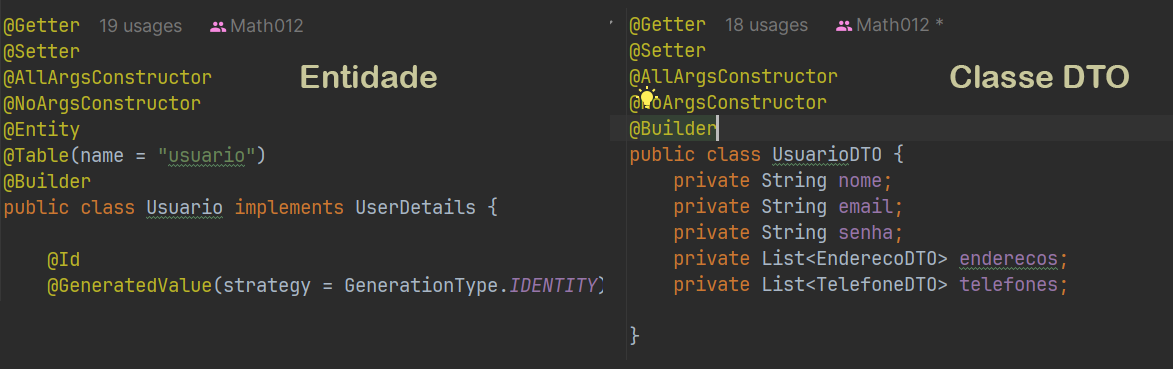 @Getter 19 usages Math012
@Setter
@AllArgsConstructor
@NoArgsConstructor
@Entity
@Table(name = "usuario")
@Builder
public class Usuario implements UserDetails {
@Id
@GeneratedValue(strategy = GenerationType.IDENTITY)
Entidade
@Getter 18 usages Math012 *
@Setter
@AllArgsConstructor
@NoArgsConstructor
@Builder
public class UsuarioDTO {
private String nome;
private String email;
private String senha;
private List<EnderecoDTO> enderecos;
private List<TelefoneDTO> telefones;
}
Classe DTO